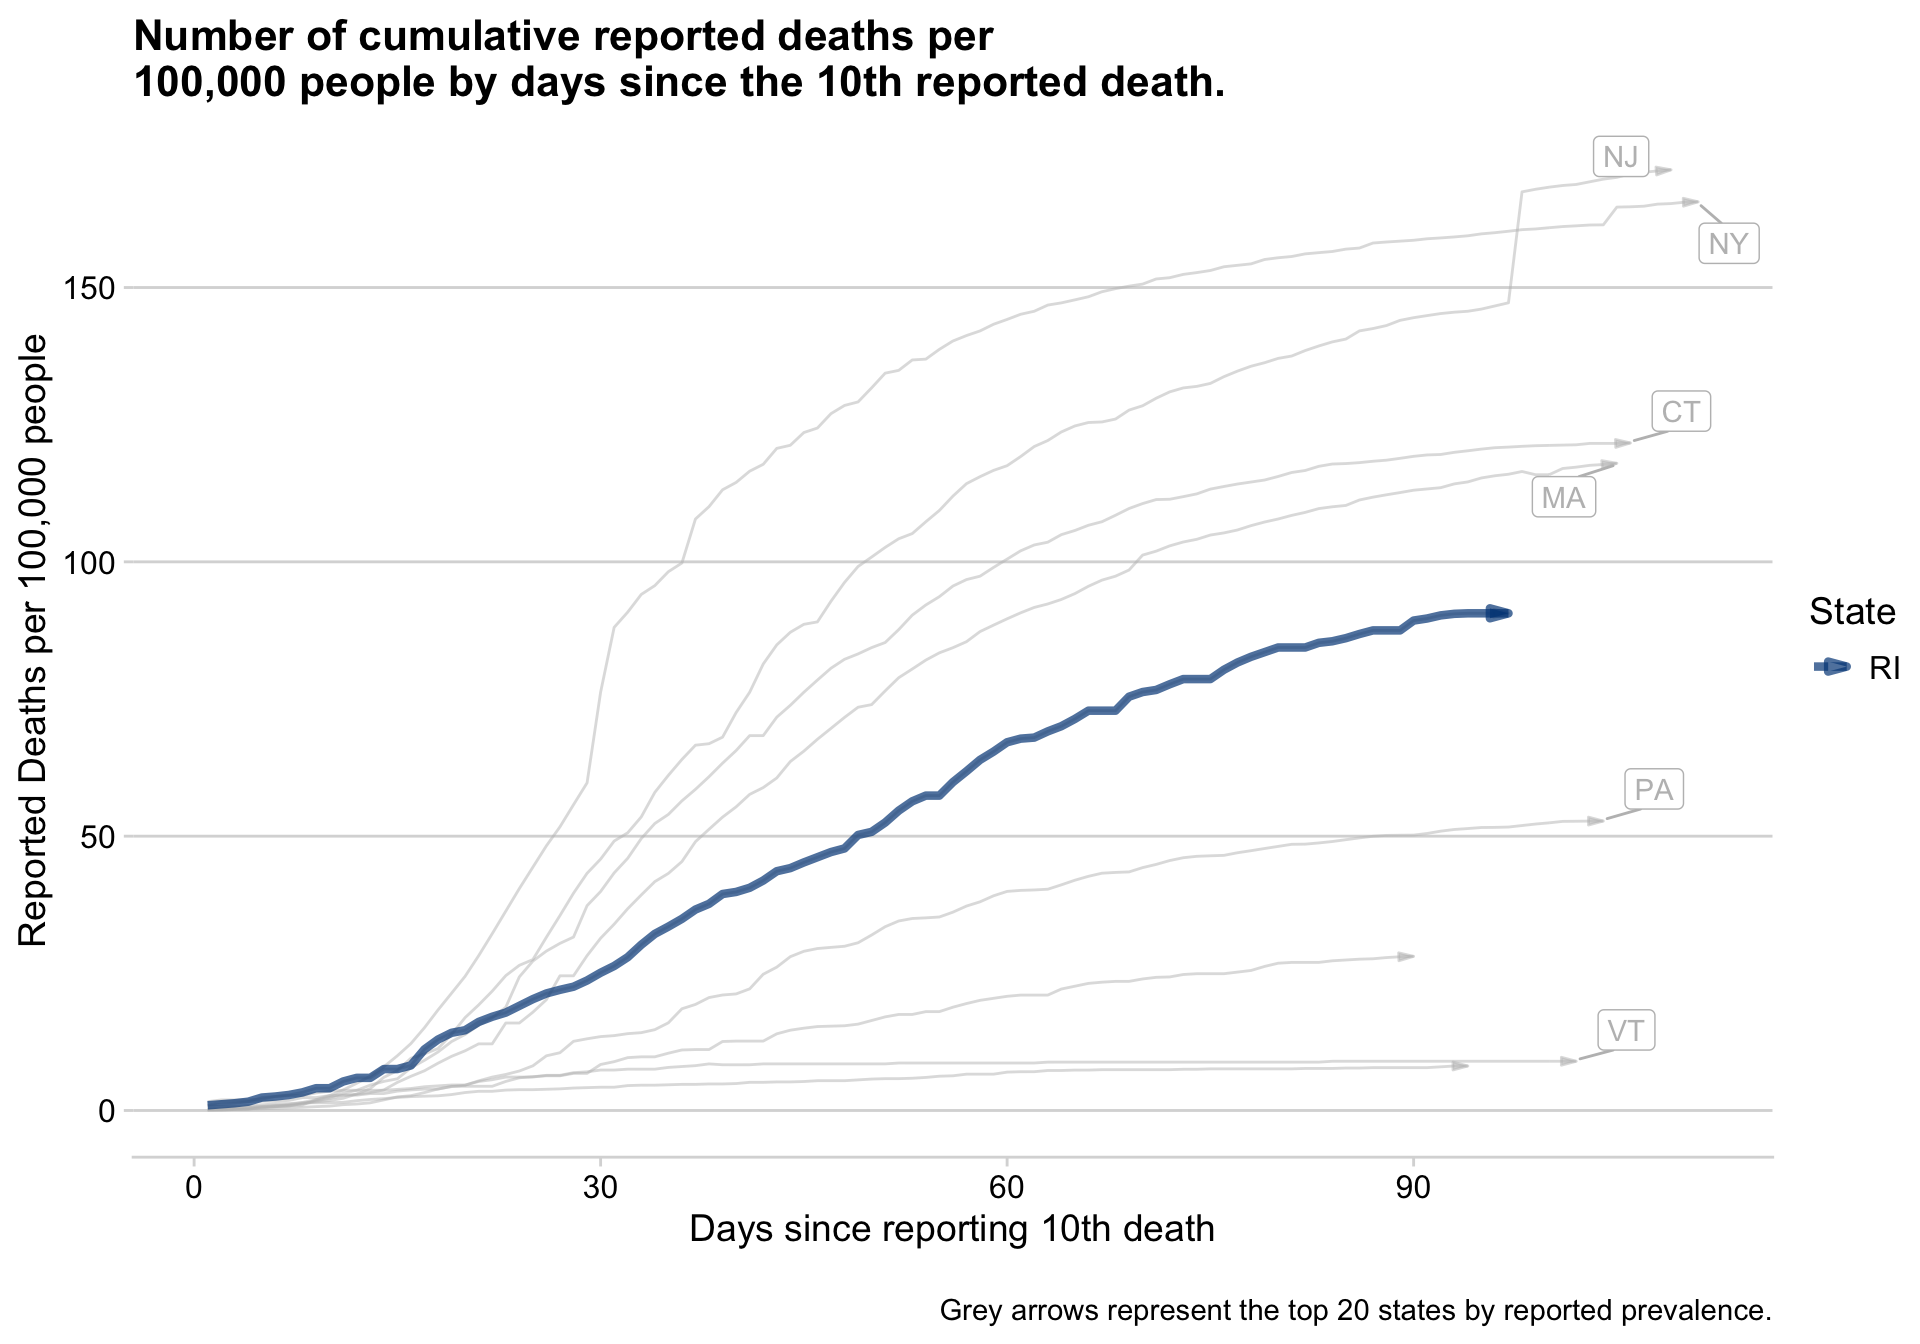 Number of cumulative reported deaths per
100,000 people by days since the 10th reported death.
NJ
NY
150
CT
MA
100
Reported Deaths per 100,000 people
State
RI
PA
50
VT
0
0 30 60 90
Days since reporting 10th death
Grey arrows represent the top 20 states by reported prevalence.